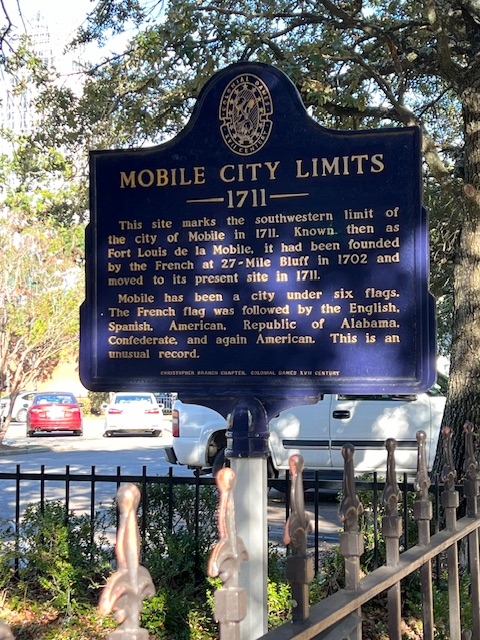 MOBILE CITY LIMITS
1711
This site marks the southwestern limit of
the city of Mobile in 1711. Known then as
Fort Louis de la Mobile, it had been founded
by the French at 27-Mile Bluff in 1702 and
moved to its present site in 1711.
Mobile has been a city under six flags.
The French flag was followed by the English,
Spanish, American, Republic of Alabama,
Confederate, and again American. This is an
unusual record.
CHRISTOPHER BRANCH CHAPTER, COLONIAL DAMES XVII CENTURY